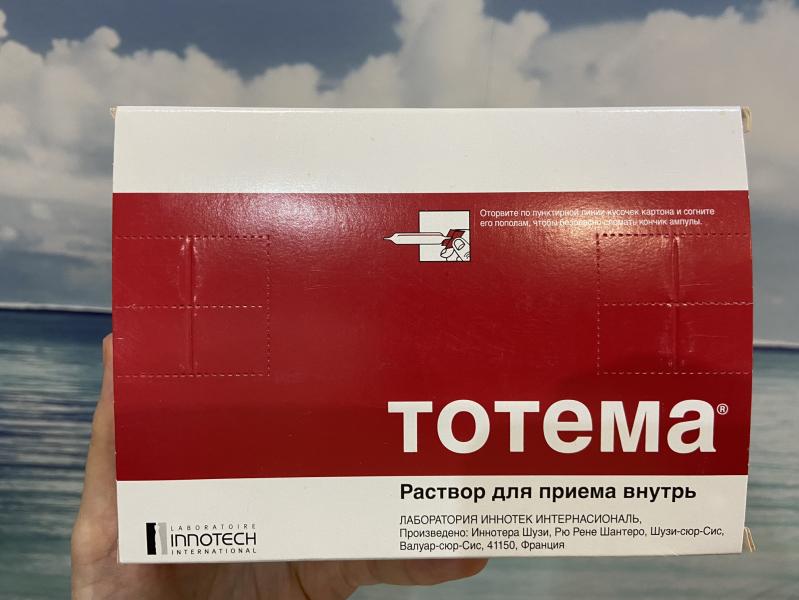 Оторвите по пунктирной линии кусочек картона и согните
его пополам, чтобы безопасно сломать кончик ампулы.
тотема®
Раствор для приема внутрь
ЛАБОРАТОРИЯ ИННОТЕК ИНТЕРНАСИОНАЛЬ,
Произведено: Иннотера Шузи, Рю Рене Шантеро, Шузи-сюр-Сис,
Валуар-сюр-Сис, 41150, Франция
LABORATOIRE
INNOTECH
INTERNATIONAL